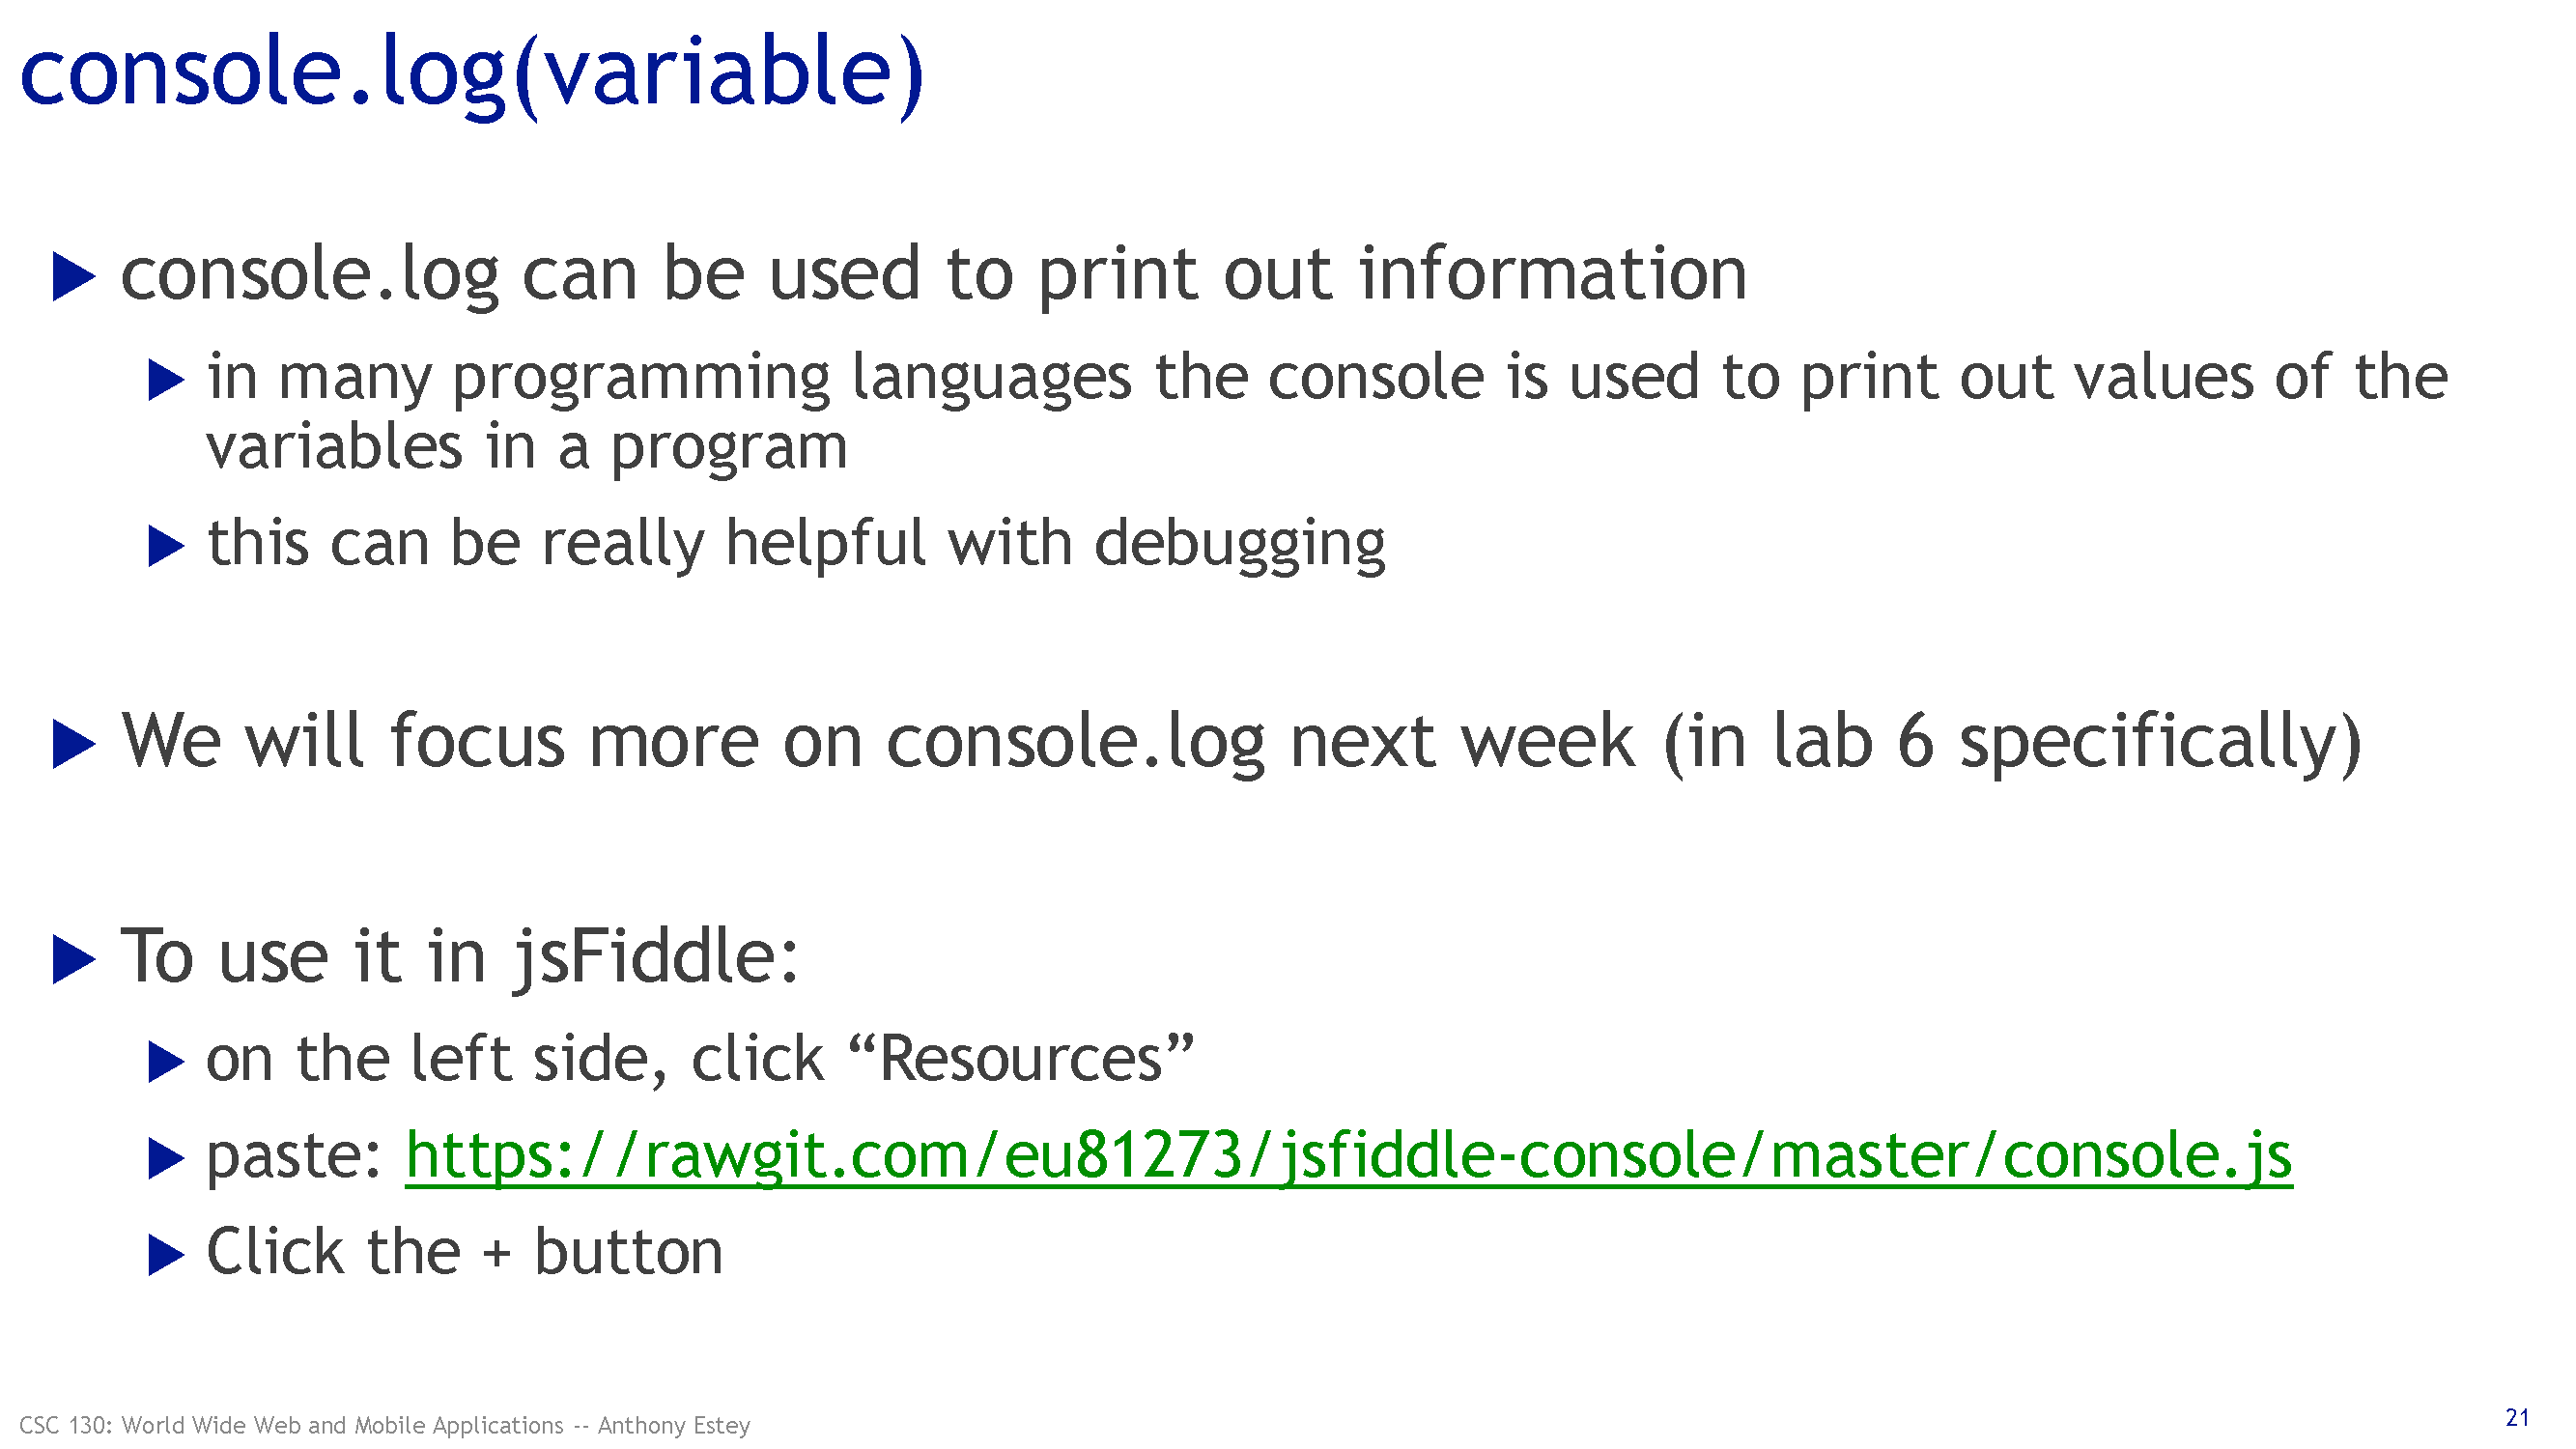 console.log(variable)
console.log can be used to print out information
in many programming languages the console is used to print out values of the
variables in a program
this can be really helpful with debugging
We will focus more on console.log next week (in lab 6 specifically)
To use it in jsFiddle:
on the left side, click “Resources”
paste: https://rawgit.com/eu81273/jsfiddle-console/master/console.js
Click the + button
CSC 130: World Wide Web and Mobile Applications -- Anthony Estey
21